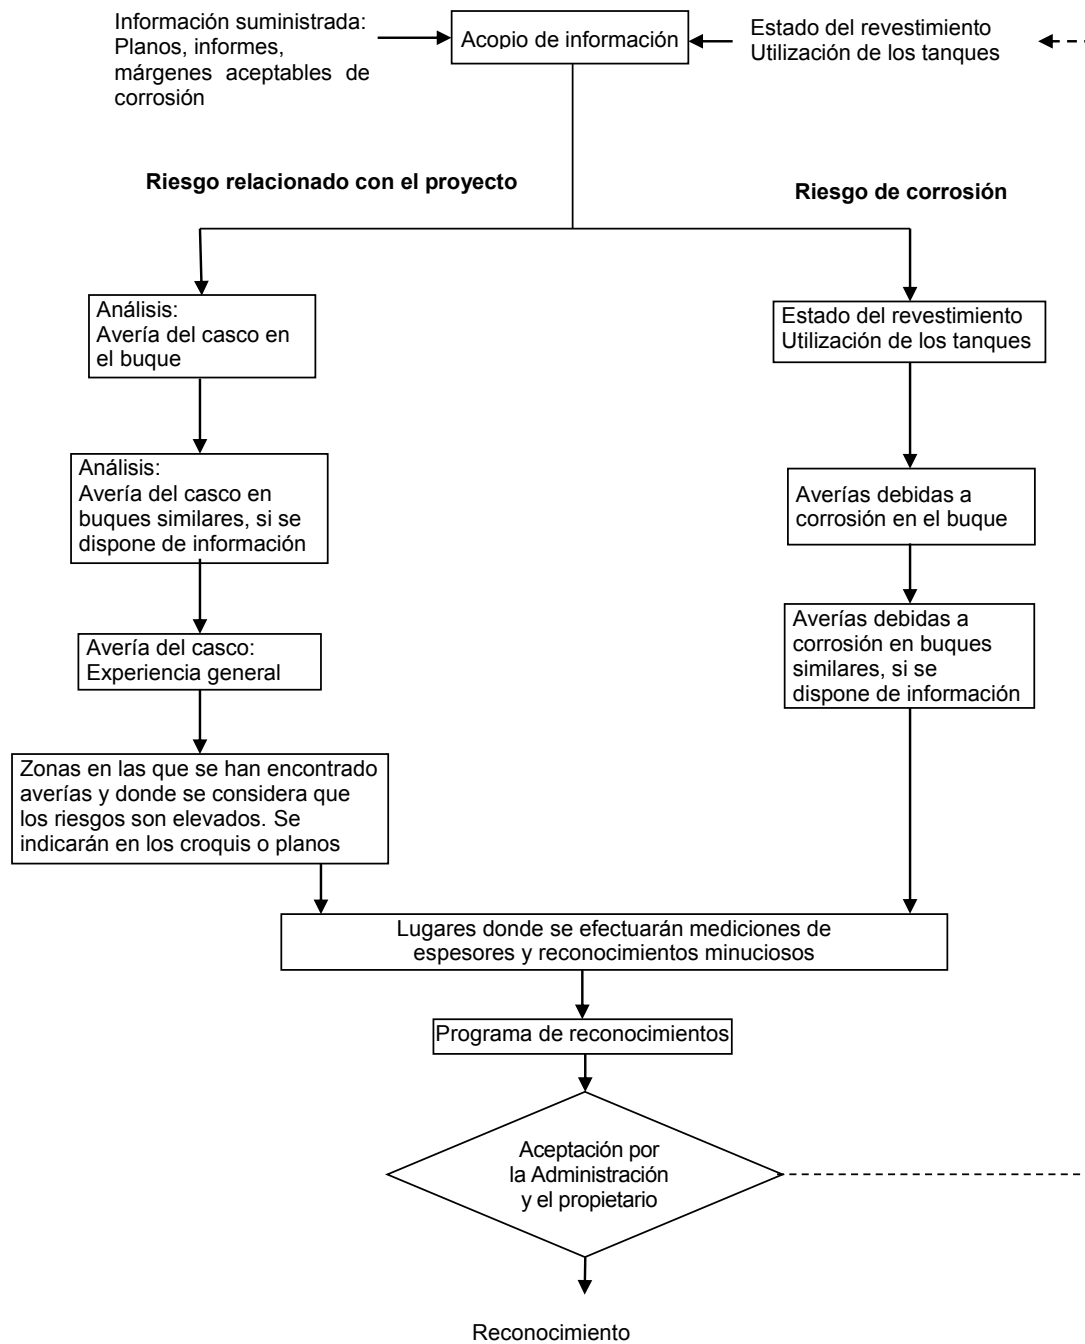 Información suministrada:
Planos, informes,
márgenes aceptables de
corrosión
Acopio de información
Estado del revestimiento
Utilización de los tanques
Riesgo relacionado con el proyecto
Riesgo de corrosión
Análisis:
Avería del casco en
el buque
Estado del revestimiento
Utilización de los tanques
Análisis:
Avería del casco en
buques similares, si se
dispone de información
Averías debidas a
corrosión en el buque
Avería del casco:
Experiencia general
Averías debidas a
corrosión en buques
similares, si se
dispone de información
Zonas en las que se han encontrado
averías y donde se considera que
los riesgos son elevados. Se
indicarán en los croquis o planos
Lugares donde se efectuarán mediciones de
espesores y reconocimientos minuciosos
Programa de reconocimientos
Aceptación por
la Administración
y el propietario
Reconocimiento